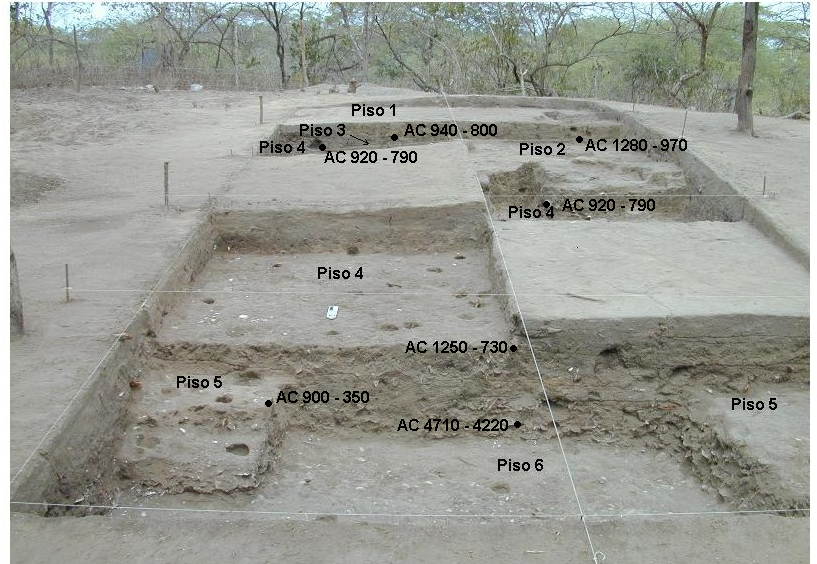 Piso 1
Piso 3
AC 940 - 800
Piso 4
AC 920 - 790
Piso 2
AC 1280 - 970
Piso 4
AC 920 - 790
Piso 4
AC 1250 - 730
Piso 5
AC 900 - 350
Piso 5
AC 4710 - 4220
Piso 6